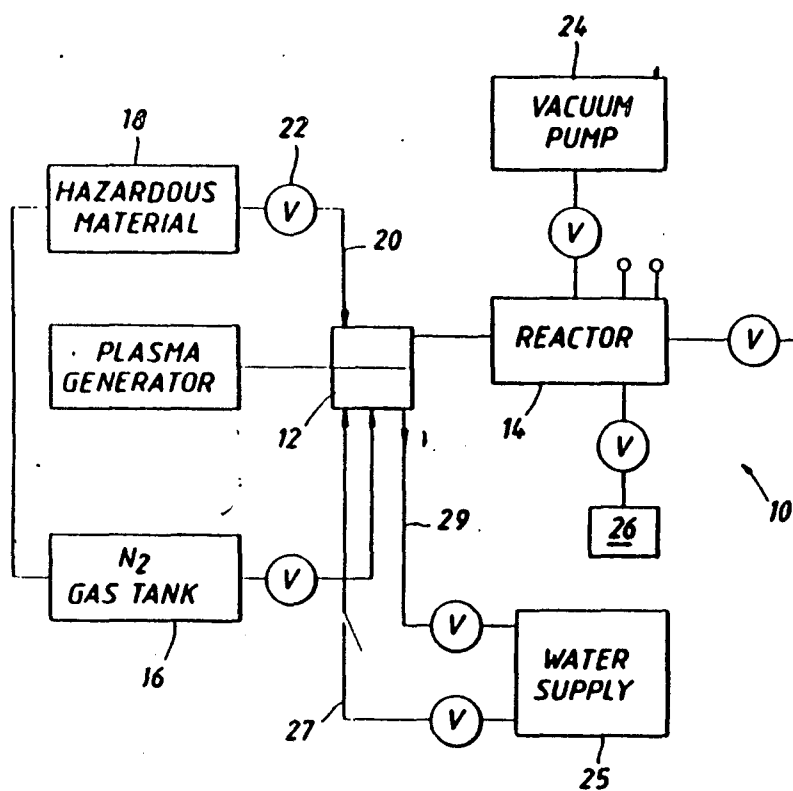 24
VACUUM
PUMP
18
22
HAZARDOUS
MATERIAL
V
20
V
PLASMA
GENERATOR
REACTOR
V
12
14
V
10
29
26
N2
GAS TANK
V
16
V
WATER
SUPPLY
27
V
25